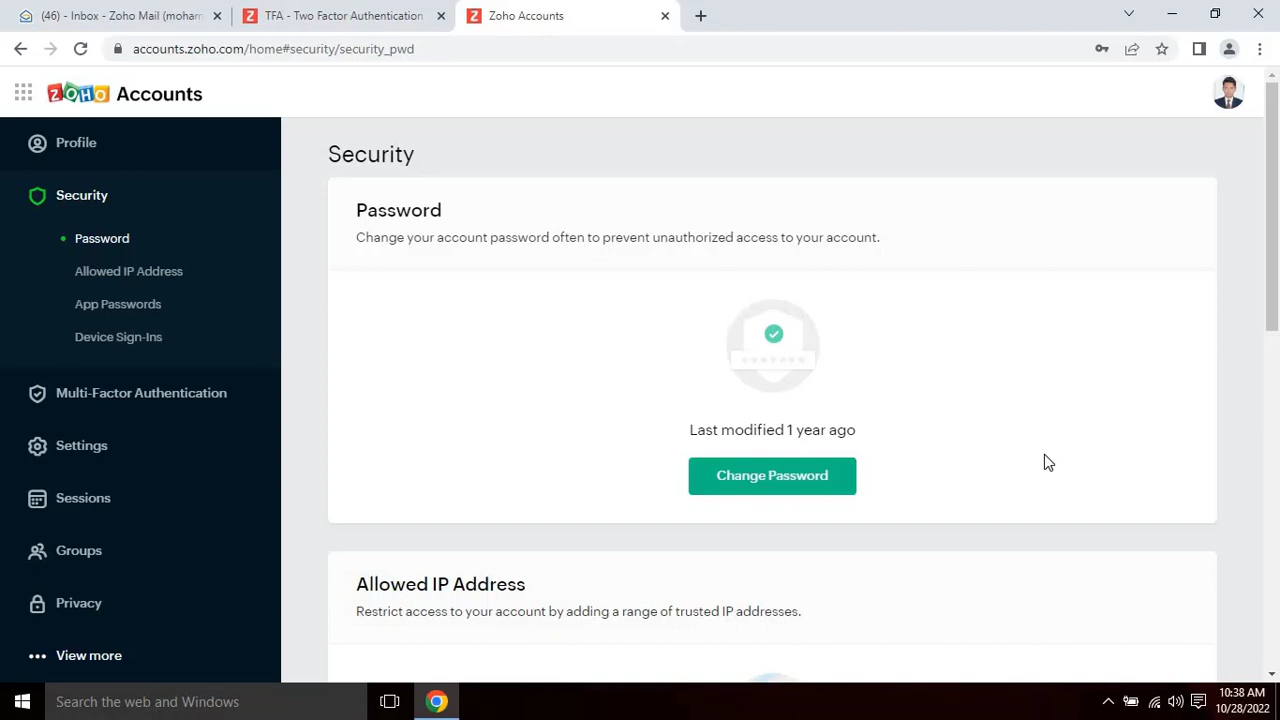 (46) - Inbox - Zoho Mail (moham
TFA - Two Factor Authentication
Zoho Accounts
accounts.zoho.com/home#security/security_pwd
ZOHO Accounts
Profile
Security
Password
Allowed IP Address
App Passwords
Device Sign-Ins
Multi-Factor Authentication
Settings
Sessions
Groups
Privacy
View more
Security
Password
Change your account password often to prevent unauthorized access to your account.
Last modified 1 year ago
Change Password
Allowed IP Address
Restrict access to your account by adding a range of trusted IP addresses.
Search the web and Windows
10:38 AM
10/28/2022